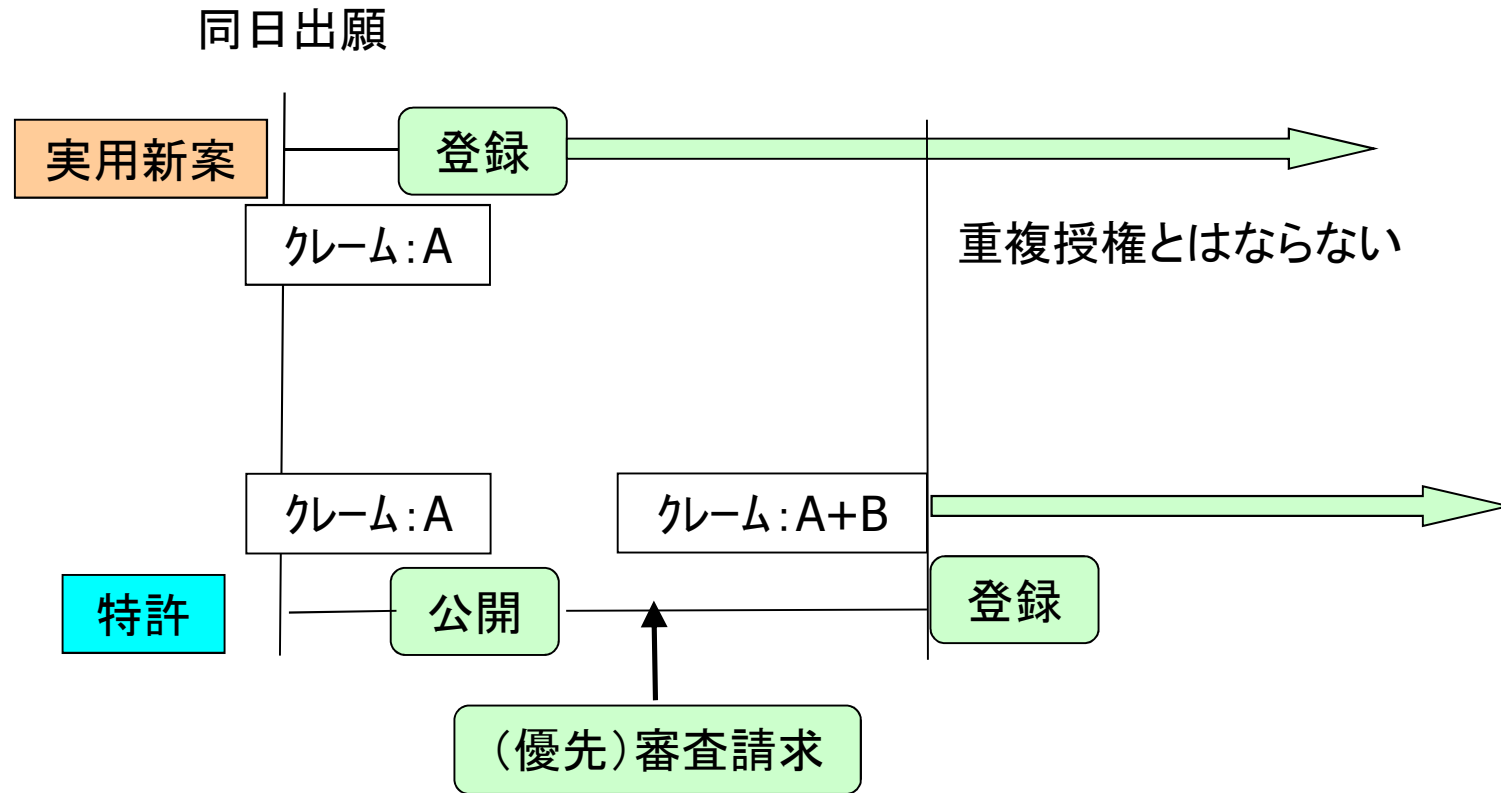 同日出願
実用新案
登録
ｸﾚｰﾑ：A
重複授権とはならない
ｸﾚｰﾑ：A
ｸﾚｰﾑ：A+B
特許
公開
登録
（優先）審査請求